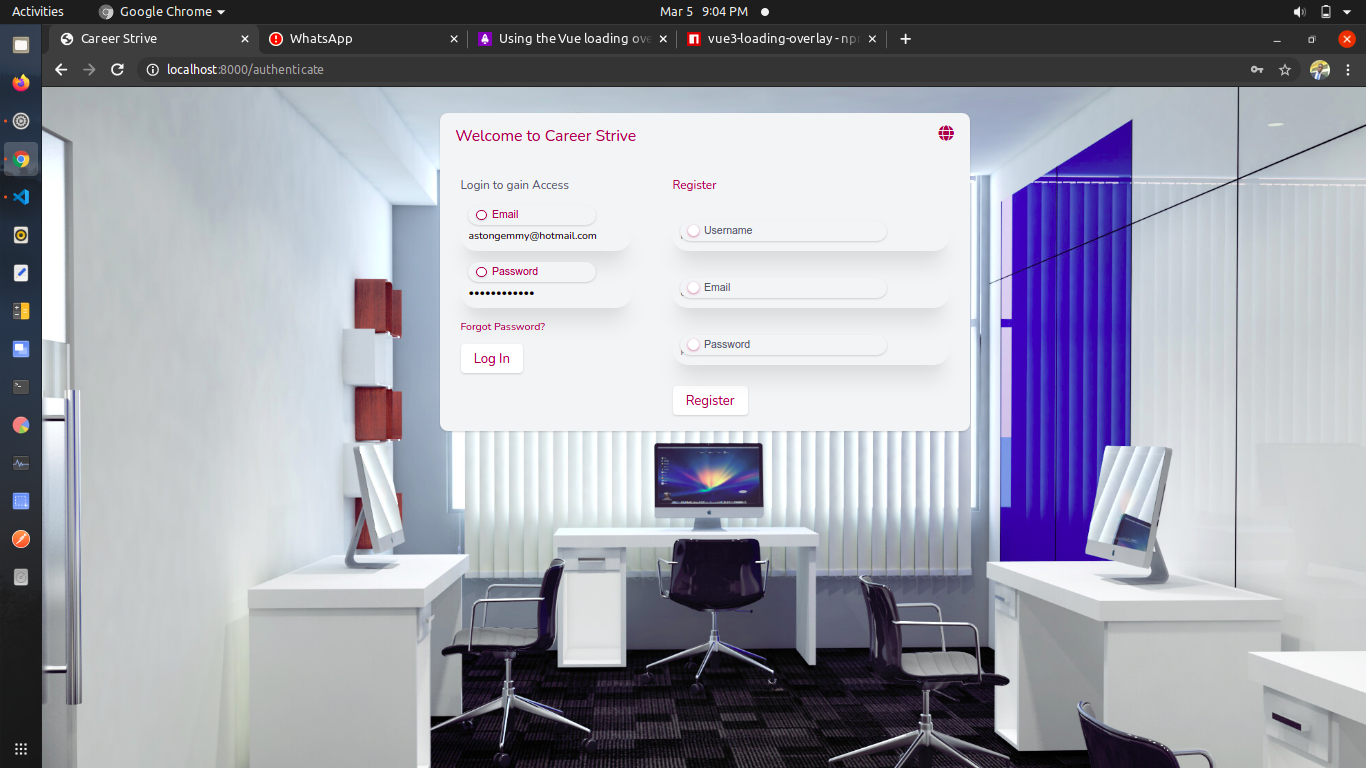 Activities
Google Chrome
Mar 5 9:04 PM
Career Strive
WhatsApp
Using the Vue loading ove
vue3-loading-overlay - npm
localhost:8000/authenticate
Welcome to Career Strive
Login to gain Access
Email
astongemmy@hotmail.com
Password
••••••••••••
Forgot Password?
Log In
Register
Username
Email
Password
Register